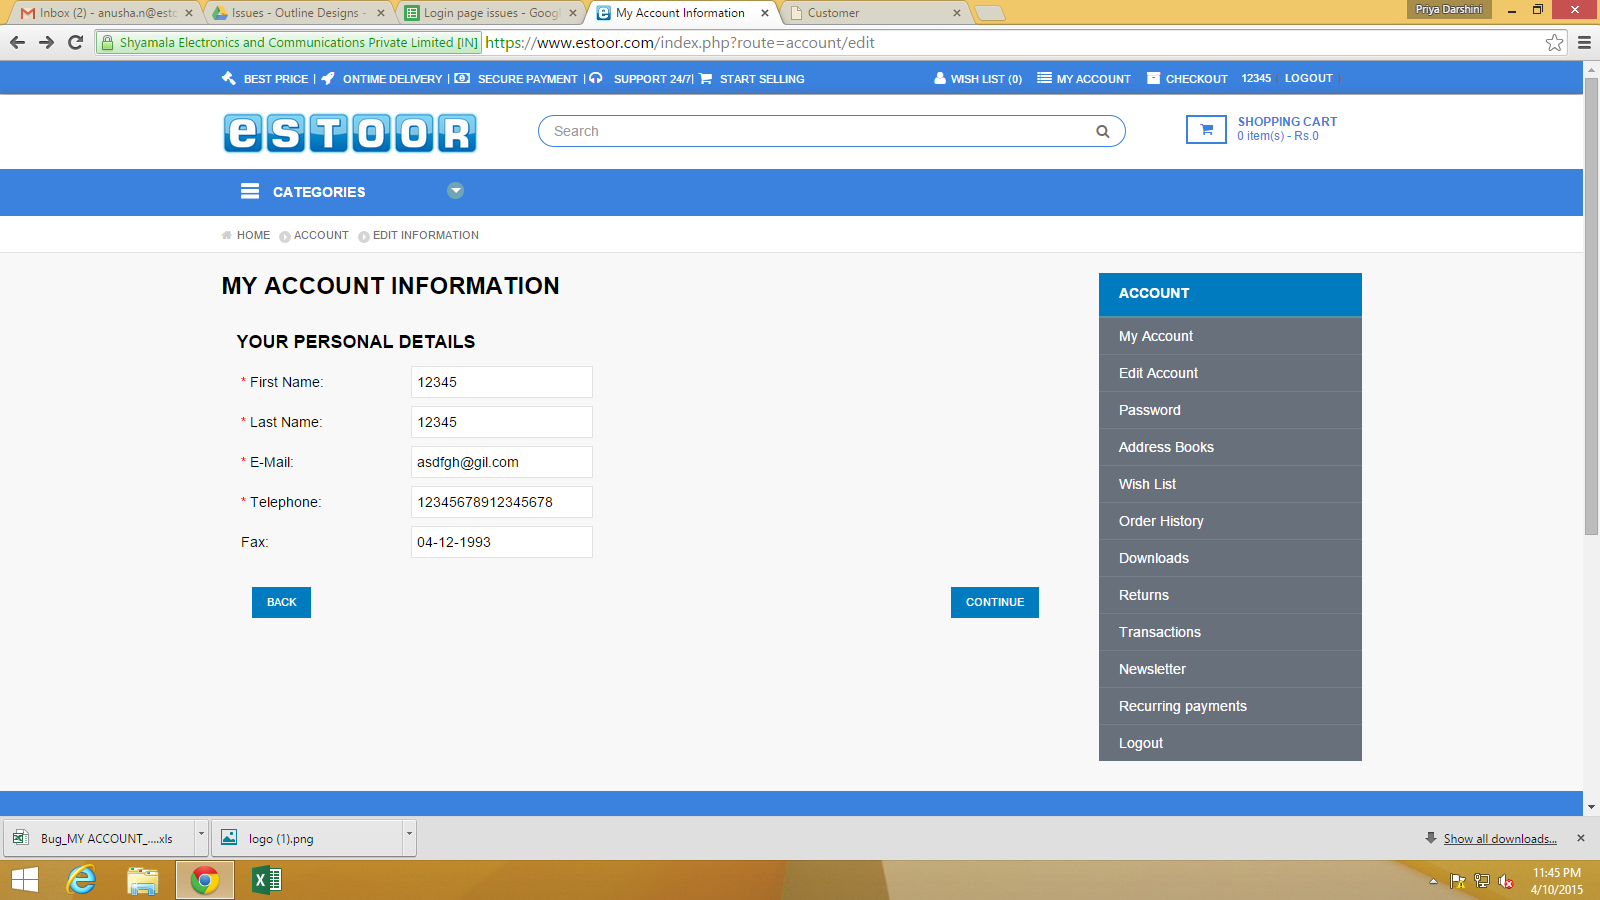 Inbox (2) - anusha.n@estc
Issues - Outline Designs -
Login page issues - Googl
My Account Information
Customer
Priya Darshini
Shyamala Electronics and Communications Private Limited [IN]
https://www.estoor.com/index.php?route=account/edit
BEST PRICE | ONTIME DELIVERY | SECURE PAYMENT | SUPPORT 24/7| START SELLING
WISH LIST (0) MY ACCOUNT CHECKOUT 12345 LOGOUT
eSTOOR
Search
SHOPPING CART
0 item(s) - Rs.0
CATEGORIES
HOME ACCOUNT EDIT INFORMATION
MY ACCOUNT INFORMATION
YOUR PERSONAL DETAILS
* First Name: 12345
* Last Name: 12345
* E-Mail: asdfgh@gil.com
* Telephone: 12345678912345678
Fax: 04-12-1993
BACK
CONTINUE
ACCOUNT
My Account
Edit Account
Password
Address Books
Wish List
Order History
Downloads
Returns
Transactions
Newsletter
Recurring payments
Logout
Bug_MY ACCOUNT_....xls
logo (1).png
Show all downloads...
11:45 PM
4/10/2015